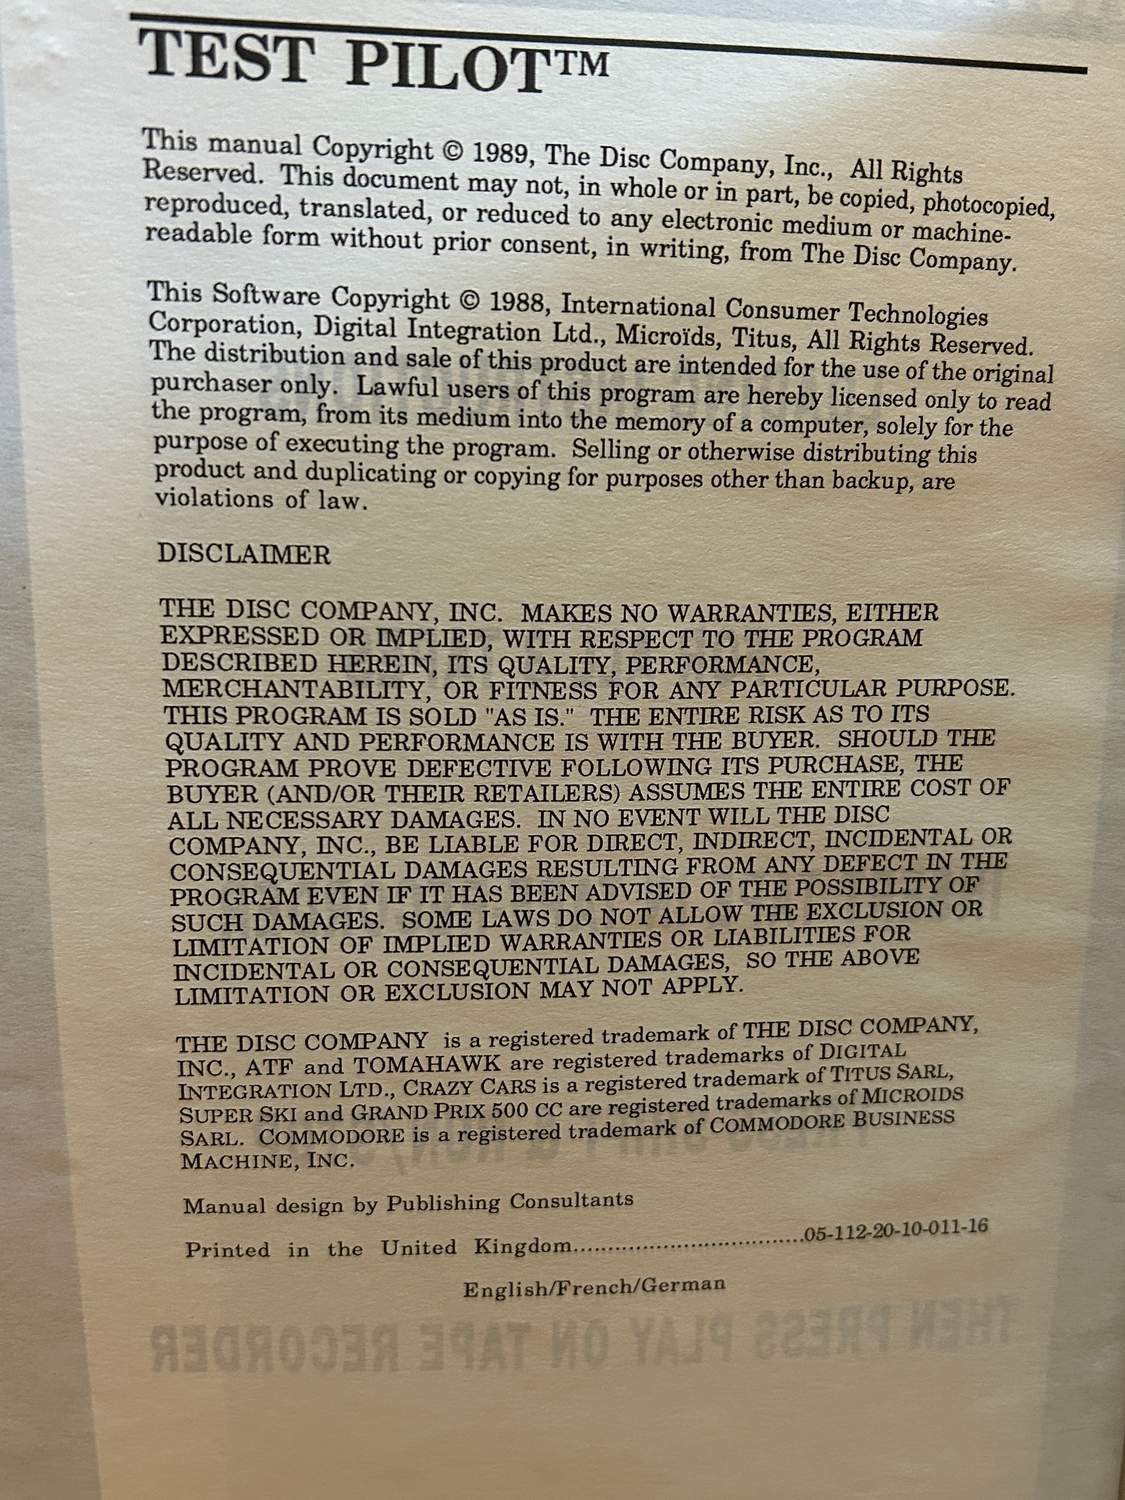 TEST PILOT™
This manual Copyright © 1989, The Disc Company, Inc., All Rights
Reserved. This document may not, in whole or in part, be copied, photocopied,
reproduced, translated, or reduced to any electronic medium or machine-
readable form without prior consent, in writing, from The Disc Company.
This Software Copyright © 1988, International Consumer Technologies
Corporation, Digital Integration Ltd., Microïds, Titus, All Rights Reserved.
The distribution and sale of this product are intended for the use of the original
purchaser only. Lawful users of this program are hereby licensed only to read
the program, from its medium into the memory of a computer, solely for the
purpose of executing the program. Selling or otherwise distributing this
product and duplicating or copying for purposes other than backup, are
violations of law.
DISCLAIMER
THE DISC COMPANY, INC. MAKES NO WARRANTIES, EITHER
EXPRESSED OR IMPLIED, WITH RESPECT TO THE PROGRAM
DESCRIBED HEREIN, ITS QUALITY, PERFORMANCE,
MERCHANTABILITY, OR FITNESS FOR ANY PARTICULAR PURPOSE.
THIS PROGRAM IS SOLD "AS IS." THE ENTIRE RISK AS TO ITS
QUALITY AND PERFORMANCE IS WITH THE BUYER. SHOULD THE
PROGRAM PROVE DEFECTIVE FOLLOWING ITS PURCHASE, THE
BUYER (AND/OR THEIR RETAILERS) ASSUMES THE ENTIRE COST OF
ALL NECESSARY DAMAGES. IN NO EVENT WILL THE DISC
COMPANY, INC., BE LIABLE FOR DIRECT, INDIRECT, INCIDENTAL OR
CONSEQUENTIAL DAMAGES RESULTING FROM ANY DEFECT IN THE
PROGRAM EVEN IF IT HAS BEEN ADVISED OF THE POSSIBILITY OF
SUCH DAMAGES. SOME LAWS DO NOT ALLOW THE EXCLUSION OR
LIMITATION OF IMPLIED WARRANTIES OR LIABILITIES FOR
INCIDENTAL OR CONSEQUENTIAL DAMAGES, SO THE ABOVE
LIMITATION OR EXCLUSION MAY NOT APPLY.
THE DISC COMPANY is a registered trademark of THE DISC COMPANY,
INC., ATF and TOMAHAWK are registered trademarks of DIGITAL
INTEGRATION LTD., CRAZY CARS is a registered trademark of TITUS SARL,
SUPER SKI and GRAND PRIX 500 CC are registered trademarks of MICROIDS
SARL. COMMODORE is a registered trademark of COMMODORE BUSINESS
MACHINE, INC.
Manual design by Publishing Consultants
Printed in the United Kingdom..................................05-112-20-10-011-16
English/French/German
THEN PRESS PLAY ON TAPE RECORDER